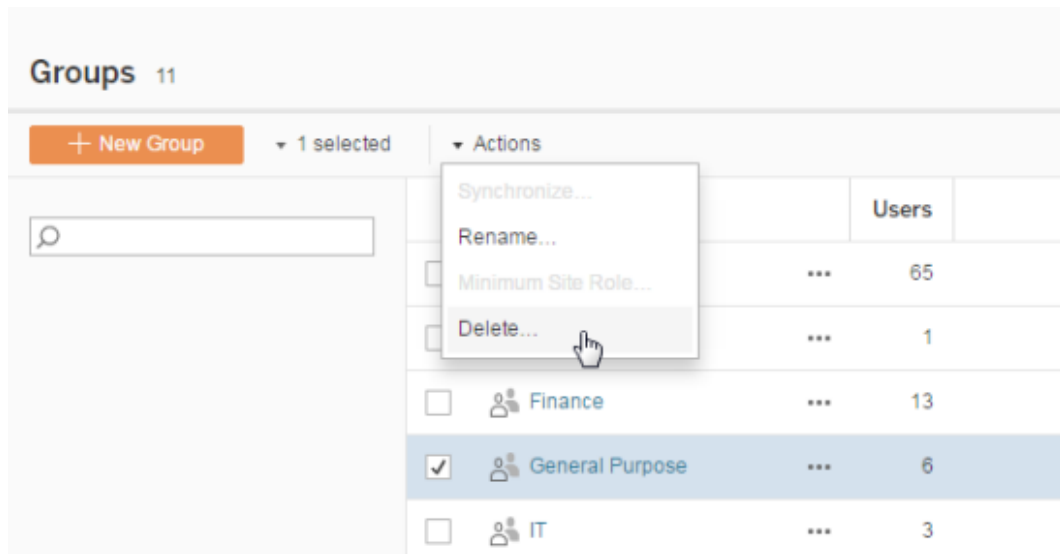 Groups 11
+ New Group 1 selected Actions
Synchronize...
Users
Rename...
Minimum Site Role... ... 65
Delete... ... 1
Finance ... 13
General Purpose ... 6
IT ... 3